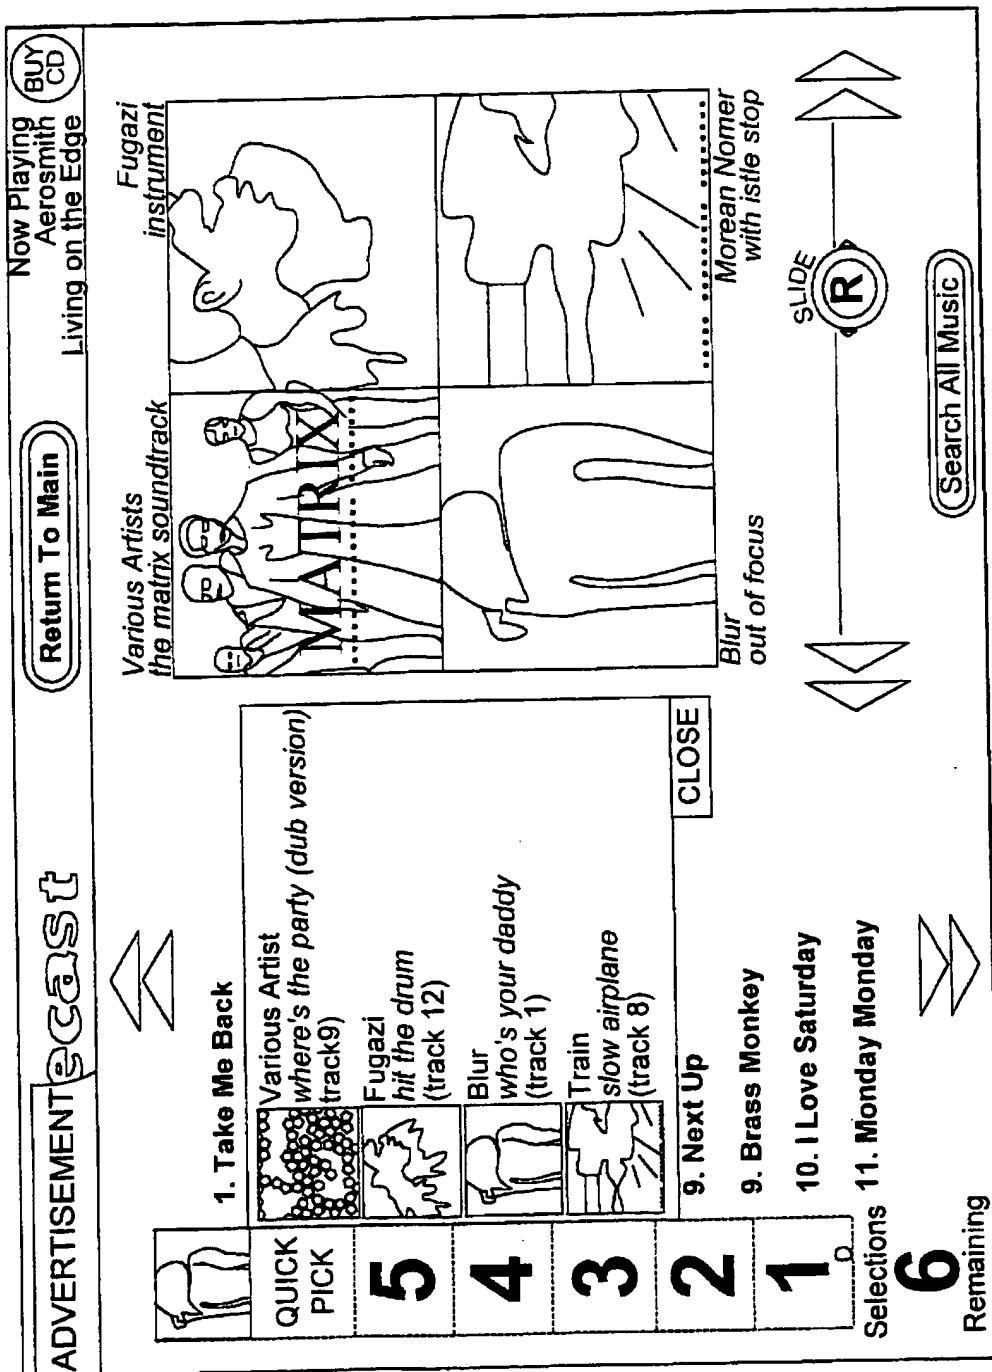 ADVERTISEMENT
ecast
Return To Main
Now Playing
Aerosmith
Living on the Edge
BUY
CD
QUICK
PICK
5
4
3
2
1
Selections
6
Remaining
1. Take Me Back
Various Artist
where's the party (dub version)
track9)
Fugazi
hit the drum
(track 12)
Blur
who's your daddy
(track 1)
Train
slow airplane
(track 8)
CLOSE
9. Next Up
9. Brass Monkey
10. I Love Saturday
11. Monday Monday
Various Artists
the matrix soundtrack
MATRIX
Fugazi
instrument
Blur
out of focus
Morean Nomer
with istle stop
SLIDE
R
Search All Music